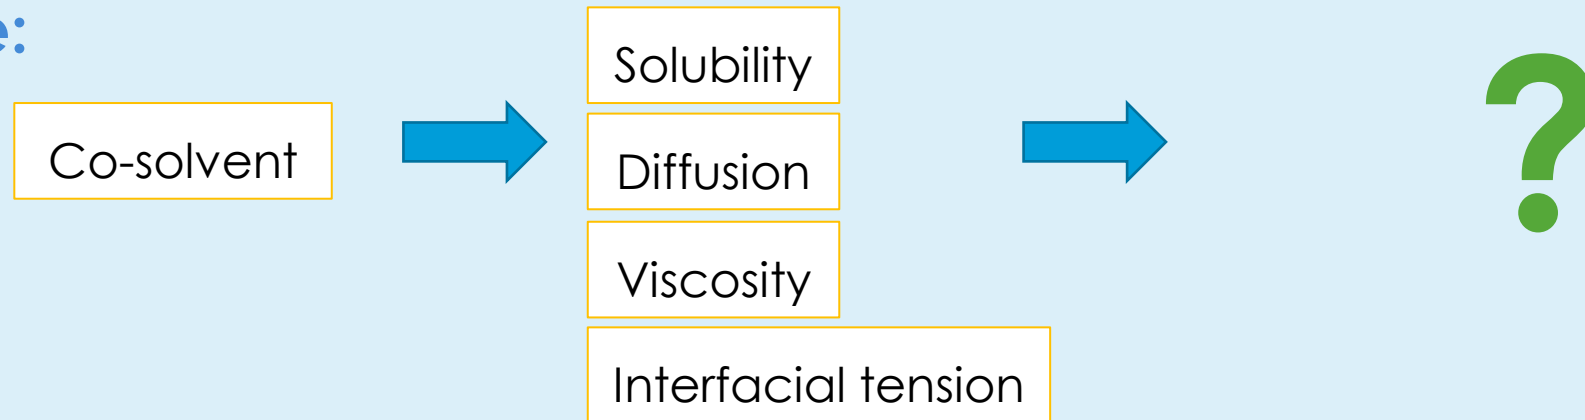 Solubility
Co-solvent
Diffusion
?
Viscosity
Interfacial tension